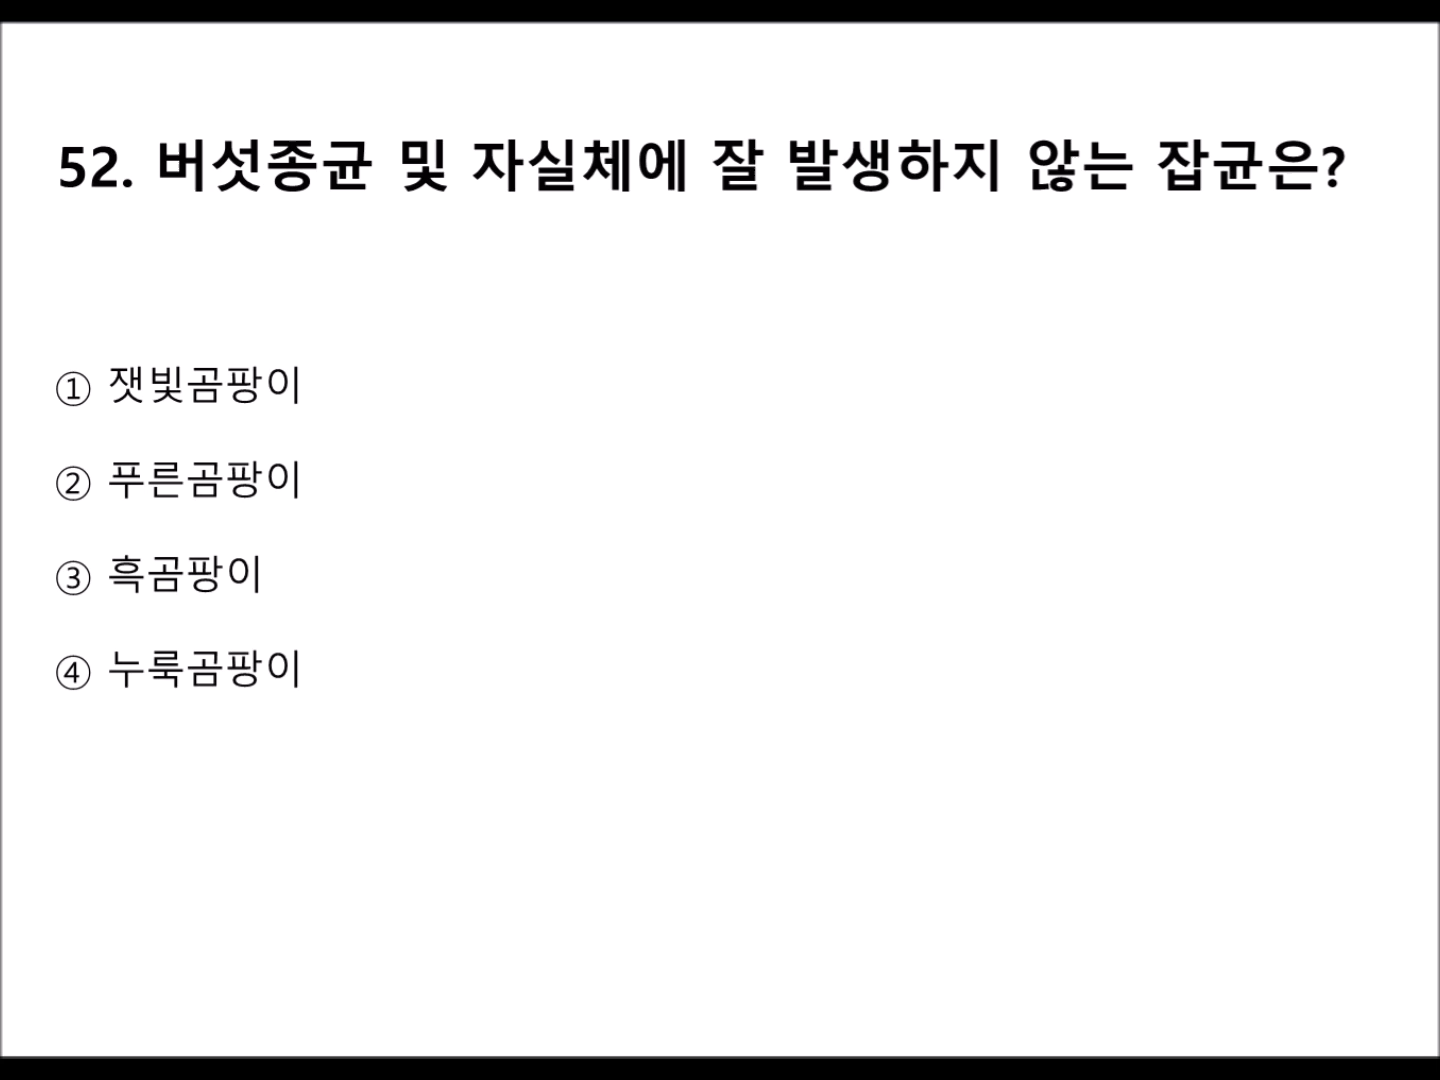 52. 버섯종균 및 자실체에 잘 발생하지 않는 잡균은?
① 잿빛곰팡이
② 푸른곰팡이
③ 흑곰팡이
④ 누룩곰팡이